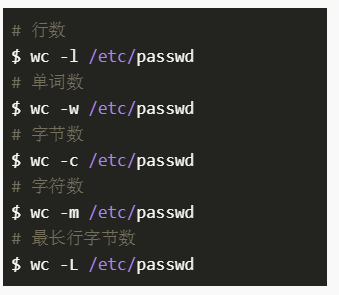 # 行数
$ wc -l /etc/passwd
# 单词数
$ wc -w /etc/passwd
# 字节数
$ wc -c /etc/passwd
# 字符数
$ wc -m /etc/passwd
# 最长行字节数
$ wc -L /etc/passwd